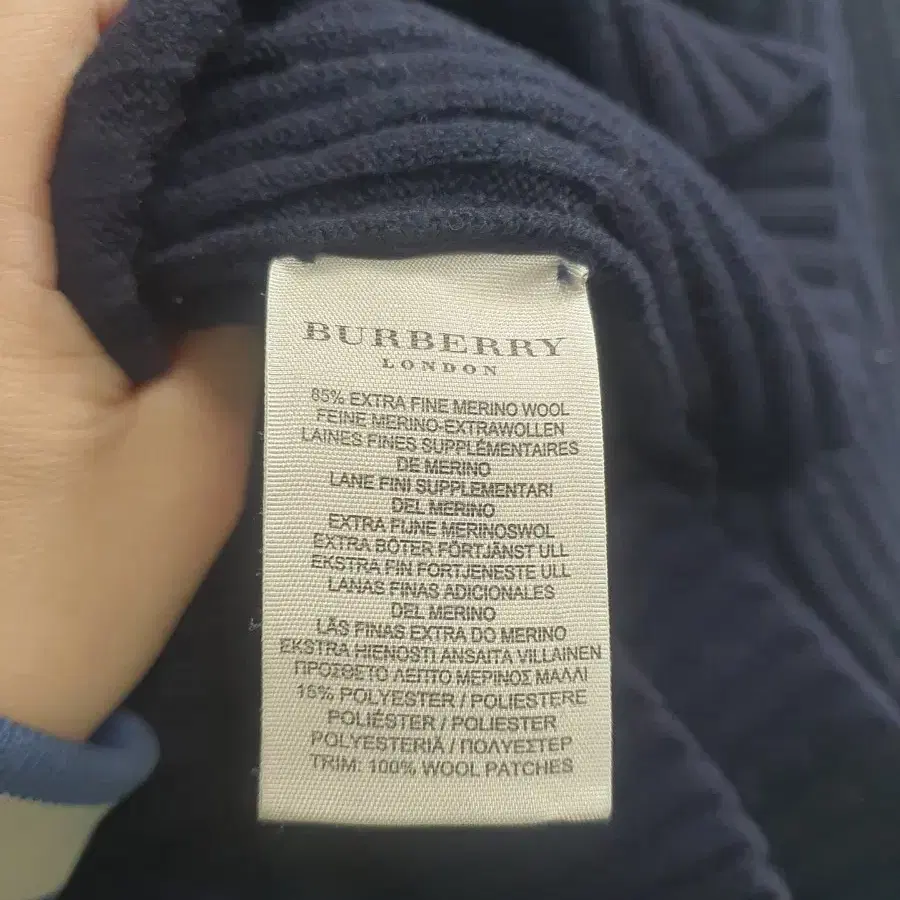 BURBERRY
LONDON
85% EXTRA FINE MERINO WOOL
FEINE MERINO-EXTRAWOLLEN
LAINES FINES SUPPLÉMENTAIRES
DE MERINO
LANE FINI SUPPLEMENTARI
DEL MERINO
EXTRA FIJNE MERINOSWOL
EXTRA BÖTER FÖRTJÄNST ULL
EKSTRA FIN FORTJENESTE ULL
LANAS FINAS ADICIONALES
DEL MERINO
LÃS FINAS EXTRA DO MERINO
EKSTRA HIENOSTI ANSAITA VILLAINEN
ΠΡΟΣΘΕΤΟ ΛΕΠΤΟ ΜΕΡΙΝΟΣ ΜΑΛΛΙ
15% POLYESTER / POLIESTERE
POLIÉSTER / POLIESTER
POLYESTERIÄ / ΠΟΛΥΕΣΤΕΡ
TRIM: 100% WOOL PATCHES